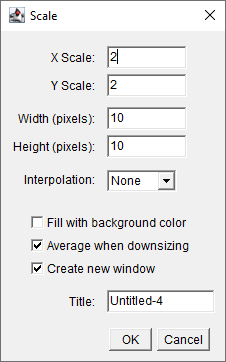 Scale
X Scale: 2
Y Scale: 2
Width (pixels): 10
Height (pixels): 10
Interpolation: None
Fill with background color
Average when downsizing
Create new window
Title: Untitled-4
OK Cancel